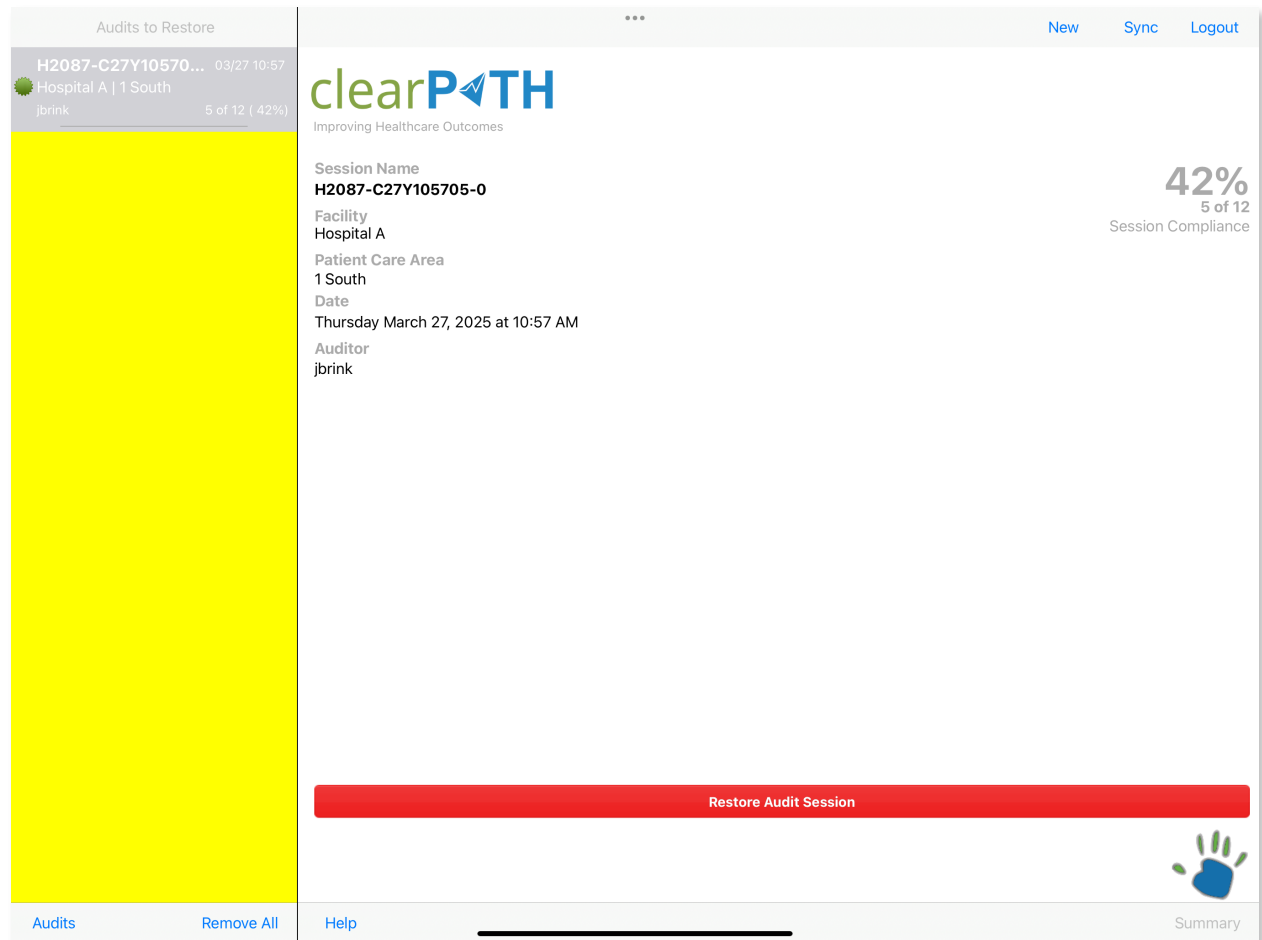 Audits to Restore
H2087-C27Y10570... 03/27 10:57
Hospital A | 1 South
jbrink 5 of 12 ( 42%)
New Sync Logout
clearPATH
Improving Healthcare Outcomes
Session Name
H2087-C27Y105705-0
Facility
Hospital A
Patient Care Area
1 South
Date
Thursday March 27, 2025 at 10:57 AM
Auditor
jbrink
42%
5 of 12
Session Compliance
Restore Audit Session
Audits Remove All
Help
Summary